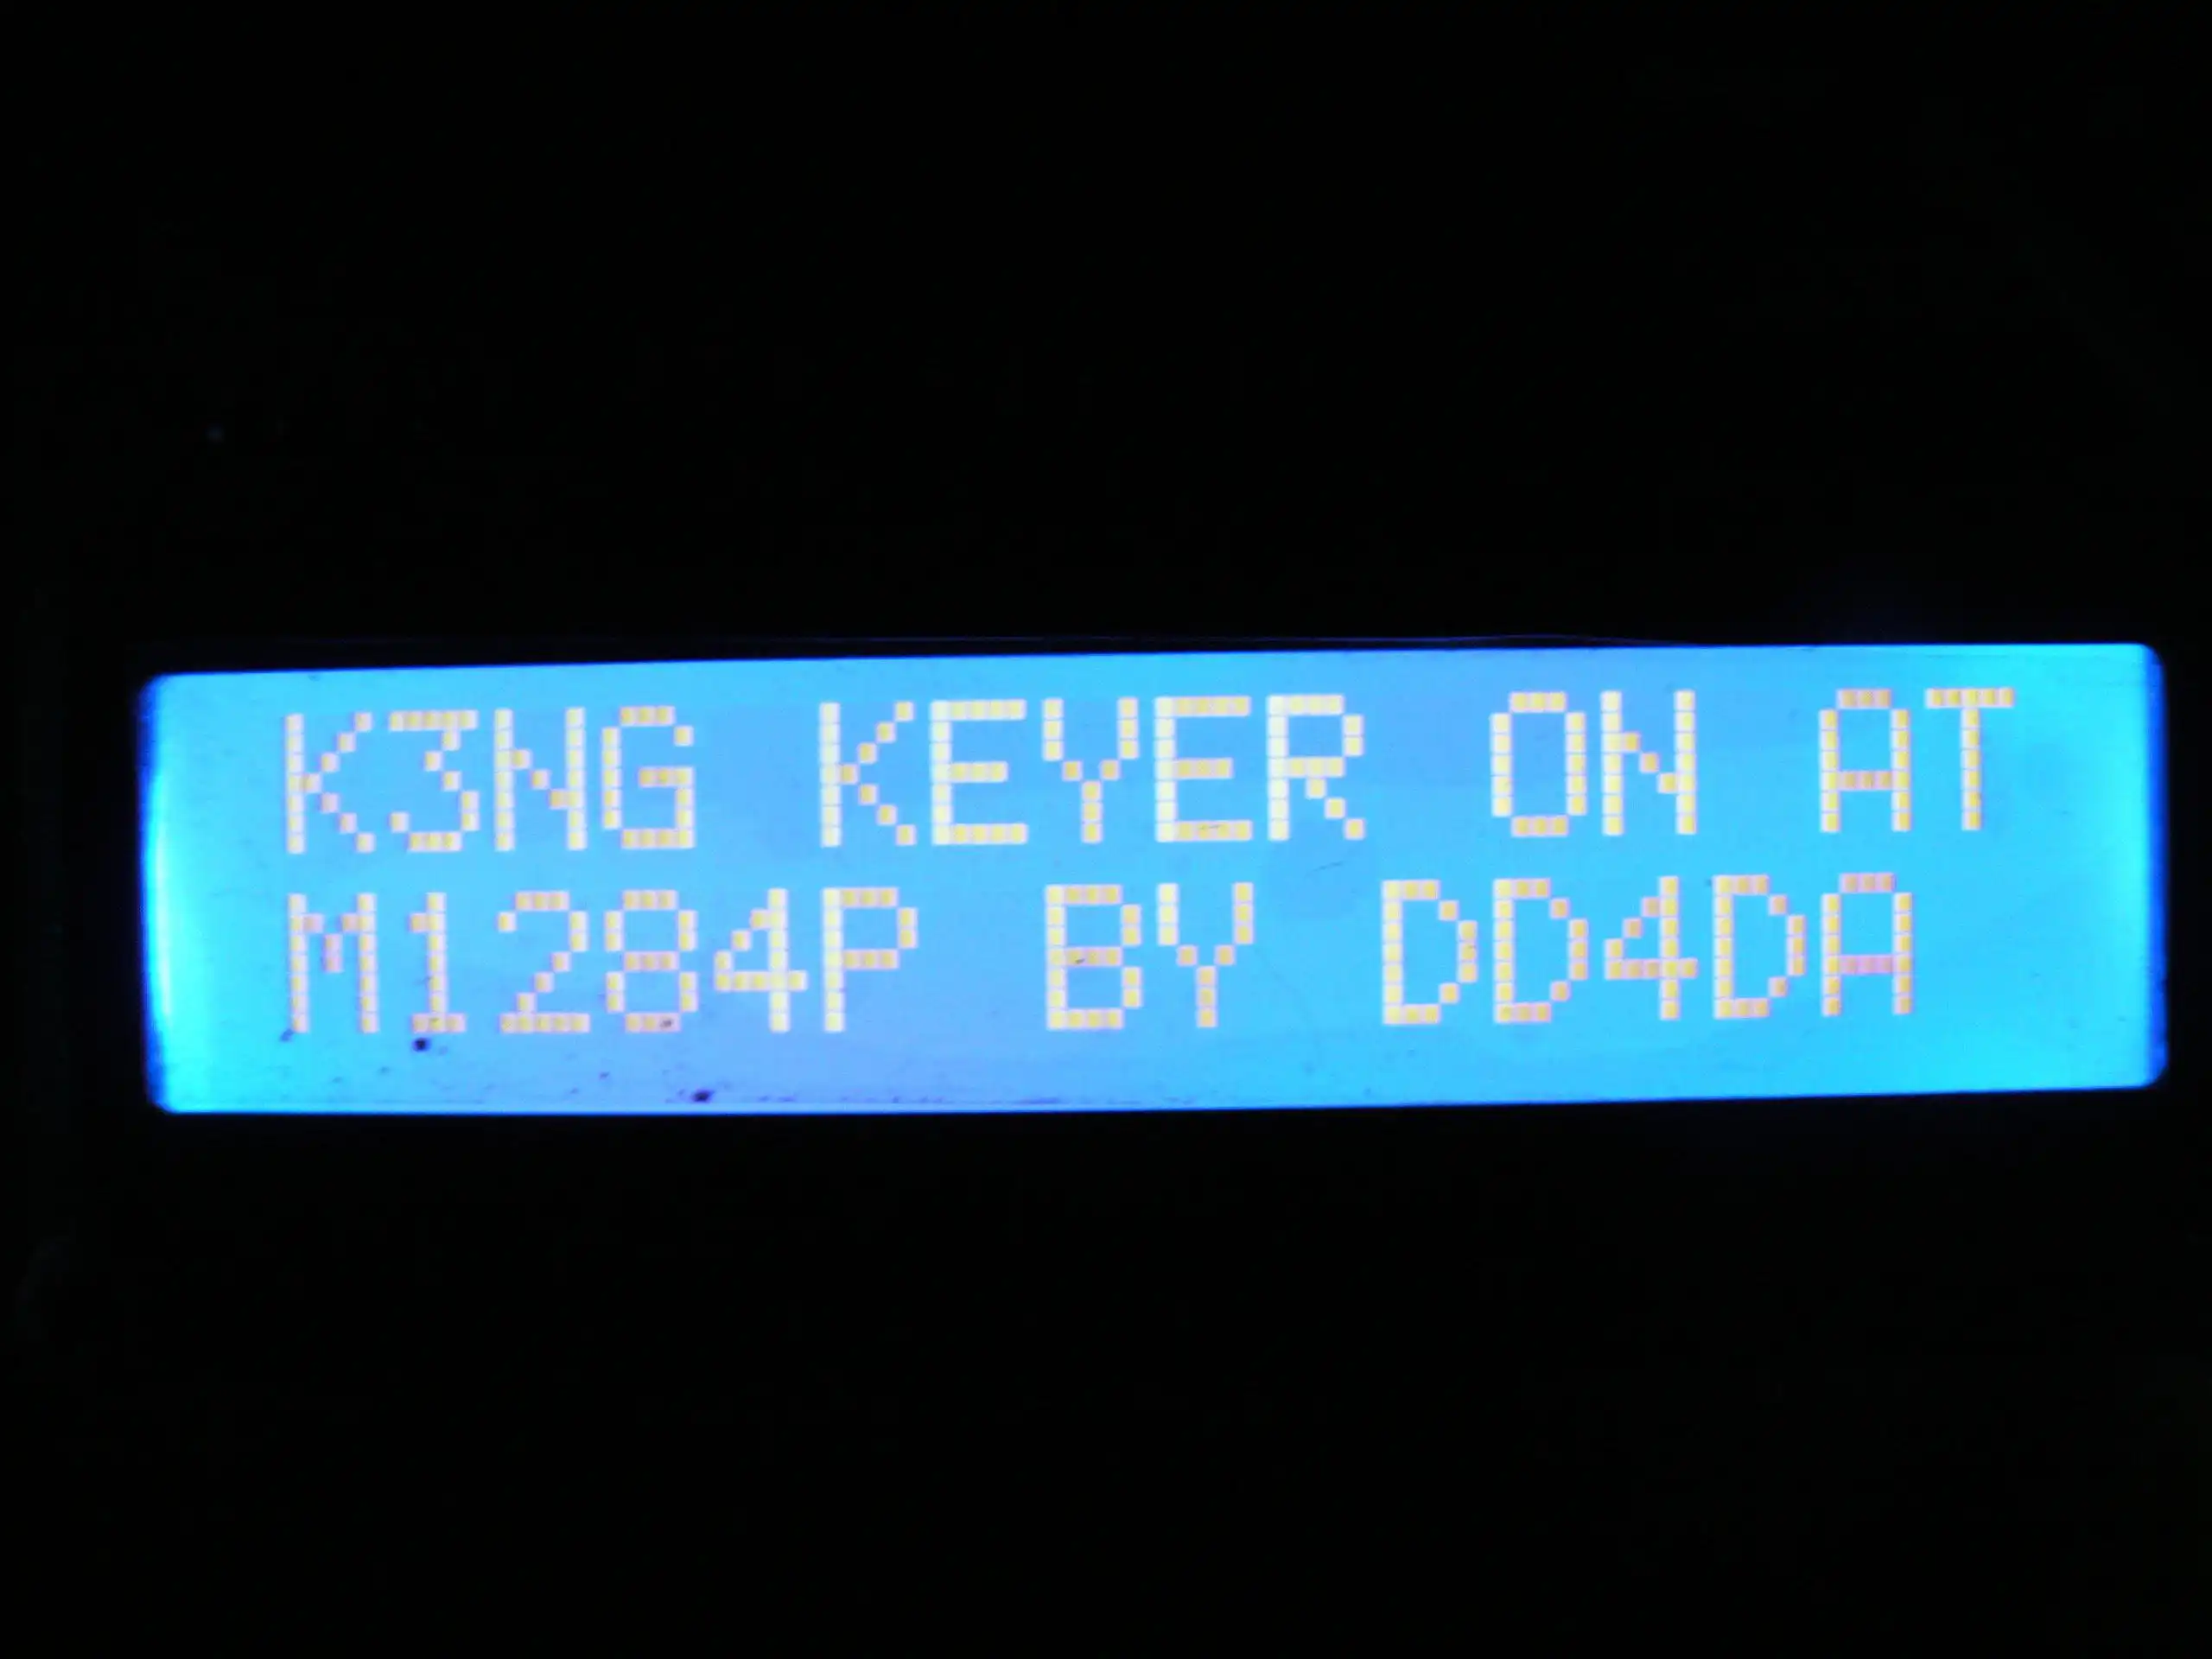 K3NG KEYER ON AT
M1284P BY DD4DA